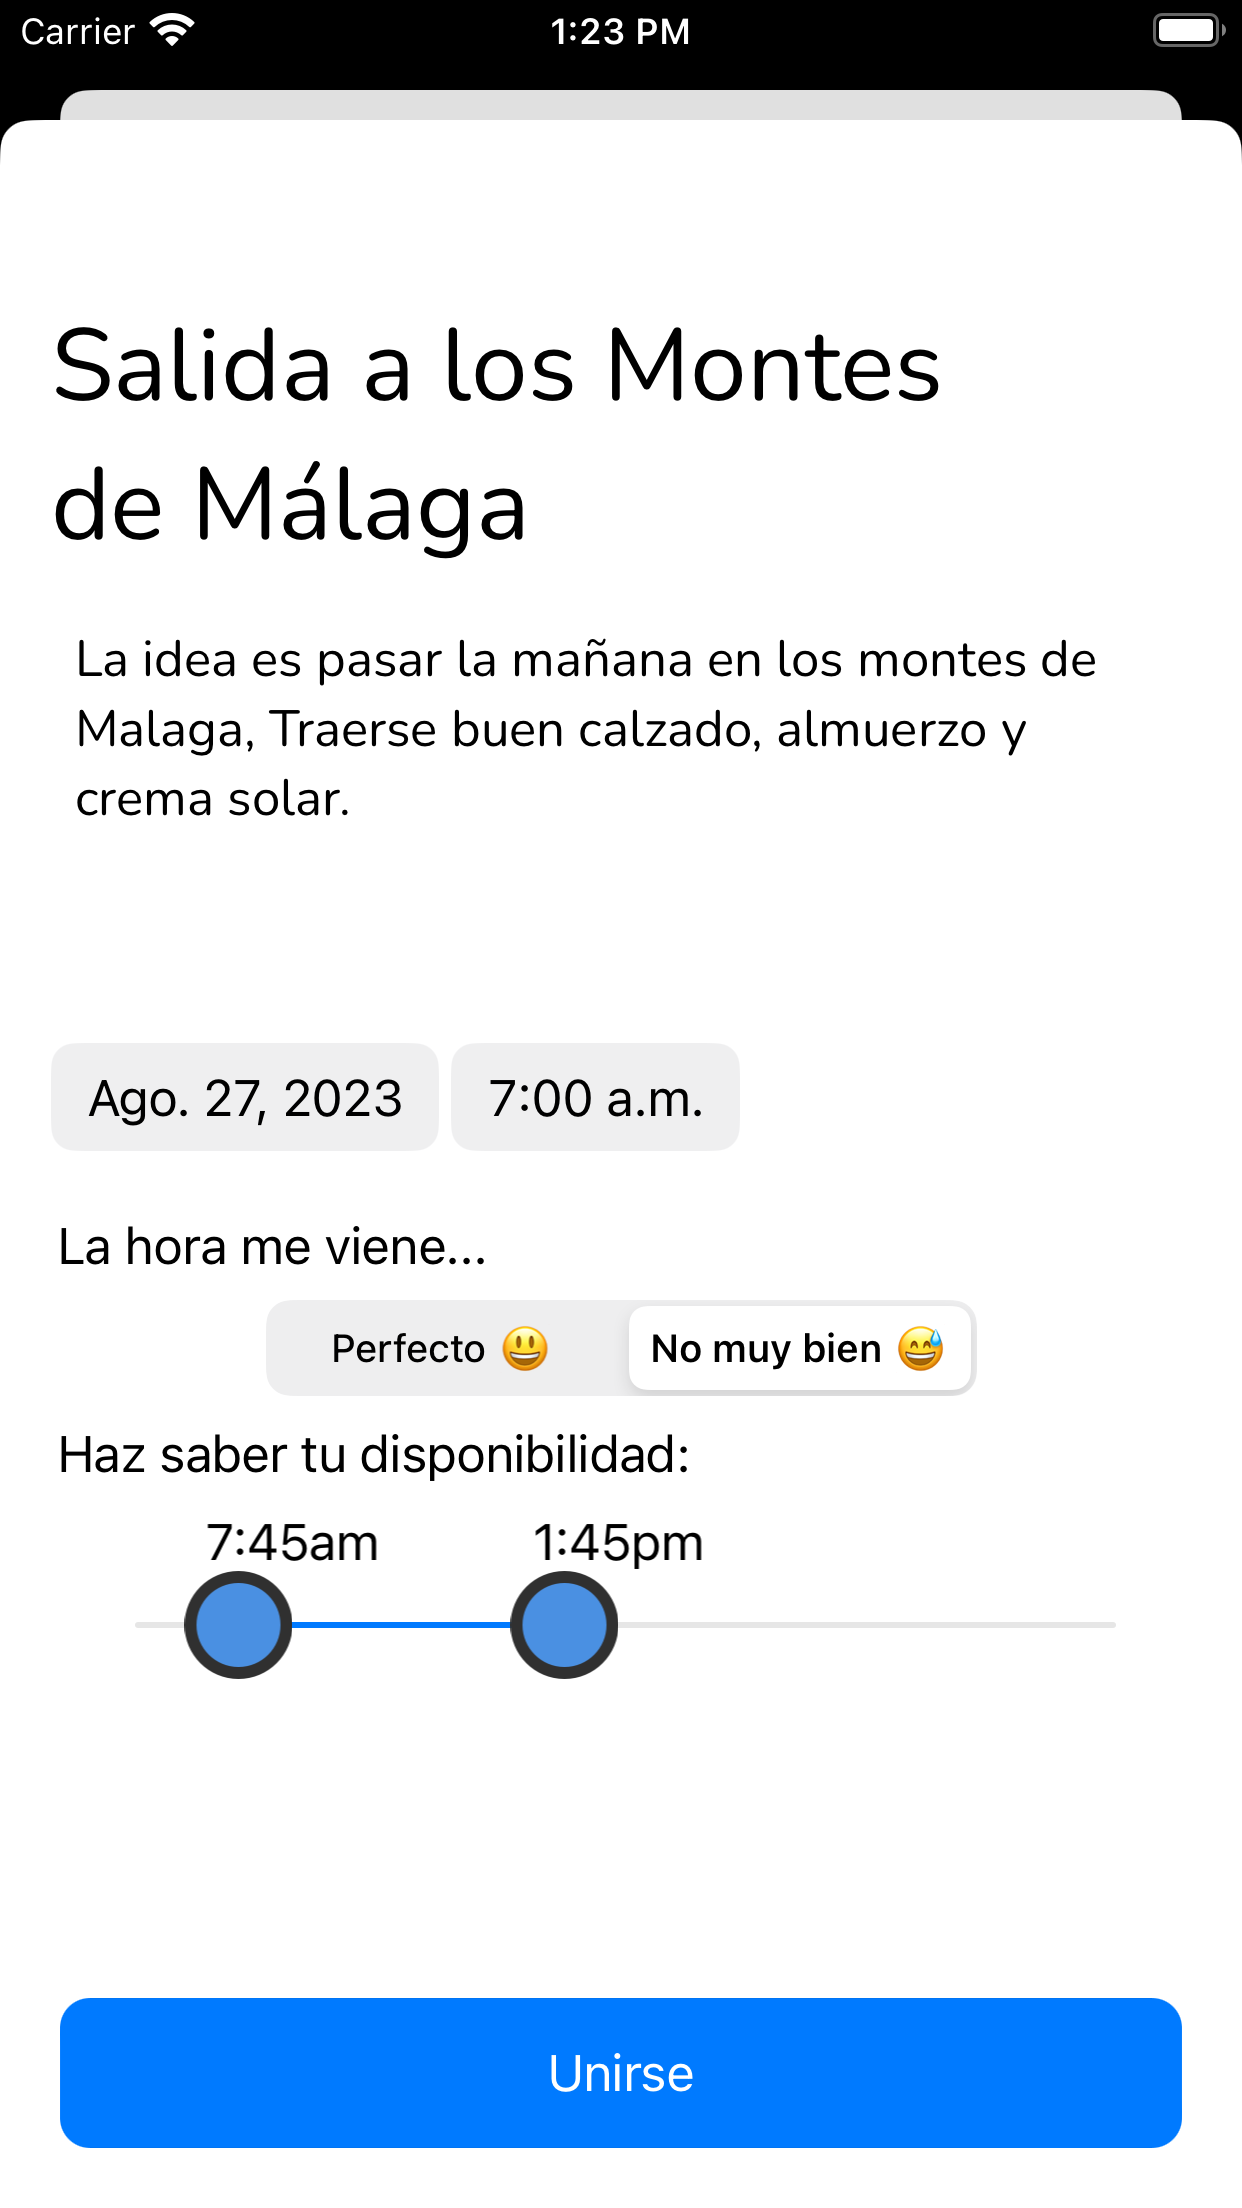 Carrier 1:23 PM
Salida a los Montes
de Málaga
La idea es pasar la mañana en los montes de
Malaga, Traerse buen calzado, almuerzo y
crema solar.
Ago. 27, 2023 7:00 a.m.
La hora me viene...
Perfecto 😃 No muy bien 😅
Haz saber tu disponibilidad:
7:45am 1:45pm
Unirse